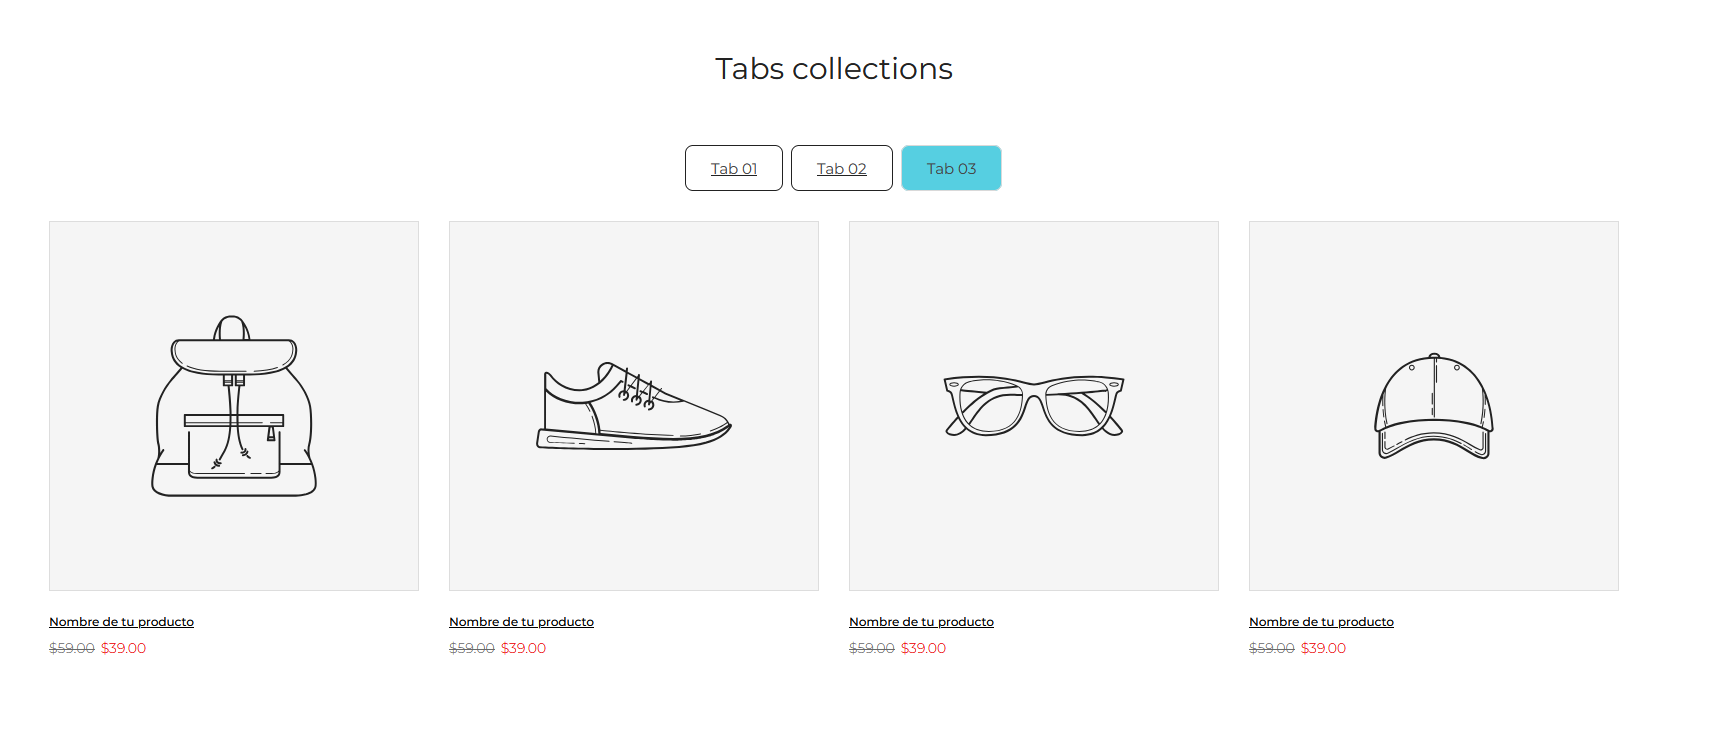 Tabs collections
Tab 01 Tab 02 Tab 03
Nombre de tu producto Nombre de tu producto Nombre de tu producto Nombre de tu producto
$59.00 $39.00 $59.00 $39.00 $59.00 $39.00 $59.00 $39.00